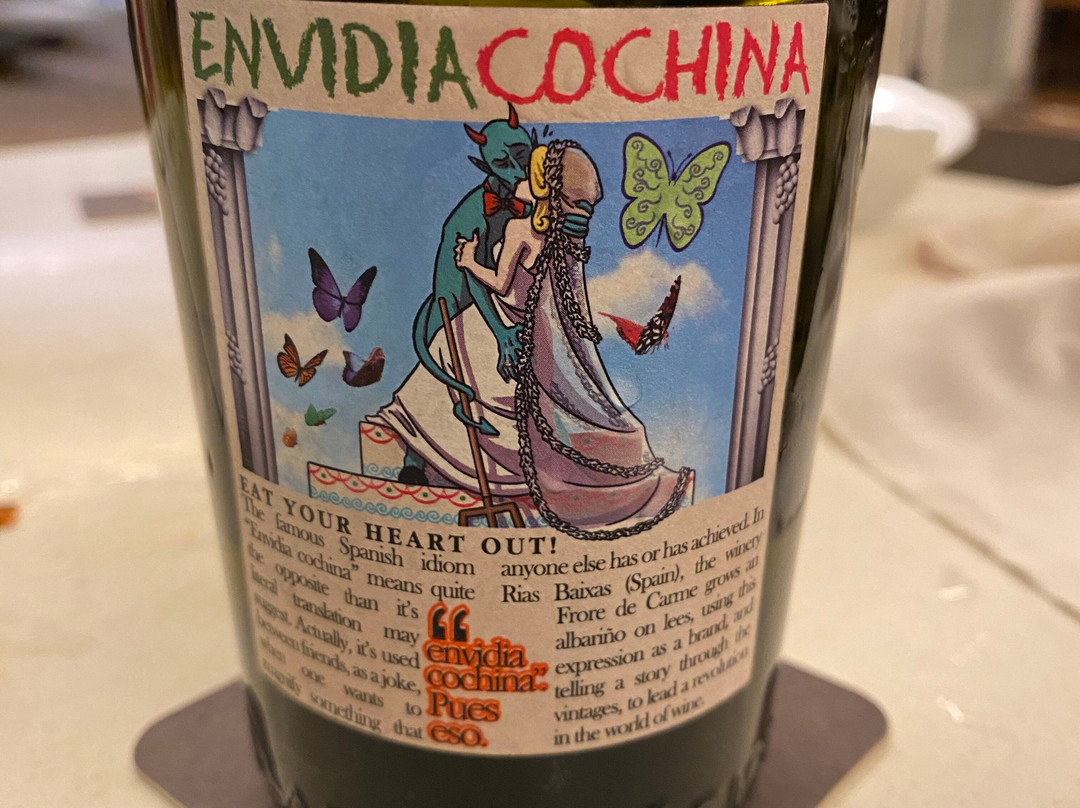 ENVIDIACOCHINA
EAT YOUR HEART OUT!
The famous Spanish idiom
"Envidia cochina" means quite
the opposite than it's
literal translation may
suggest. Actually, it's used
between friends, as a joke,
when one wants to
magnify something that
“envidia
cochina”.
Pues
eso.
anyone else has or has achieved. In
Rias Baixas (Spain), the winery
Frore de Carme grows an
albariño on lees, using this
expression as a brand, and
telling a story through the
vintages, to lead a revolution
in the world of wine.